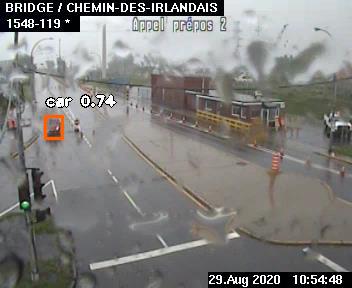 BRIDGE / CHEMIN-DES-IRLANDAIS
1548-119 *
Appel prépos 2
car 0.74
29.Aug 2020 10:54:48